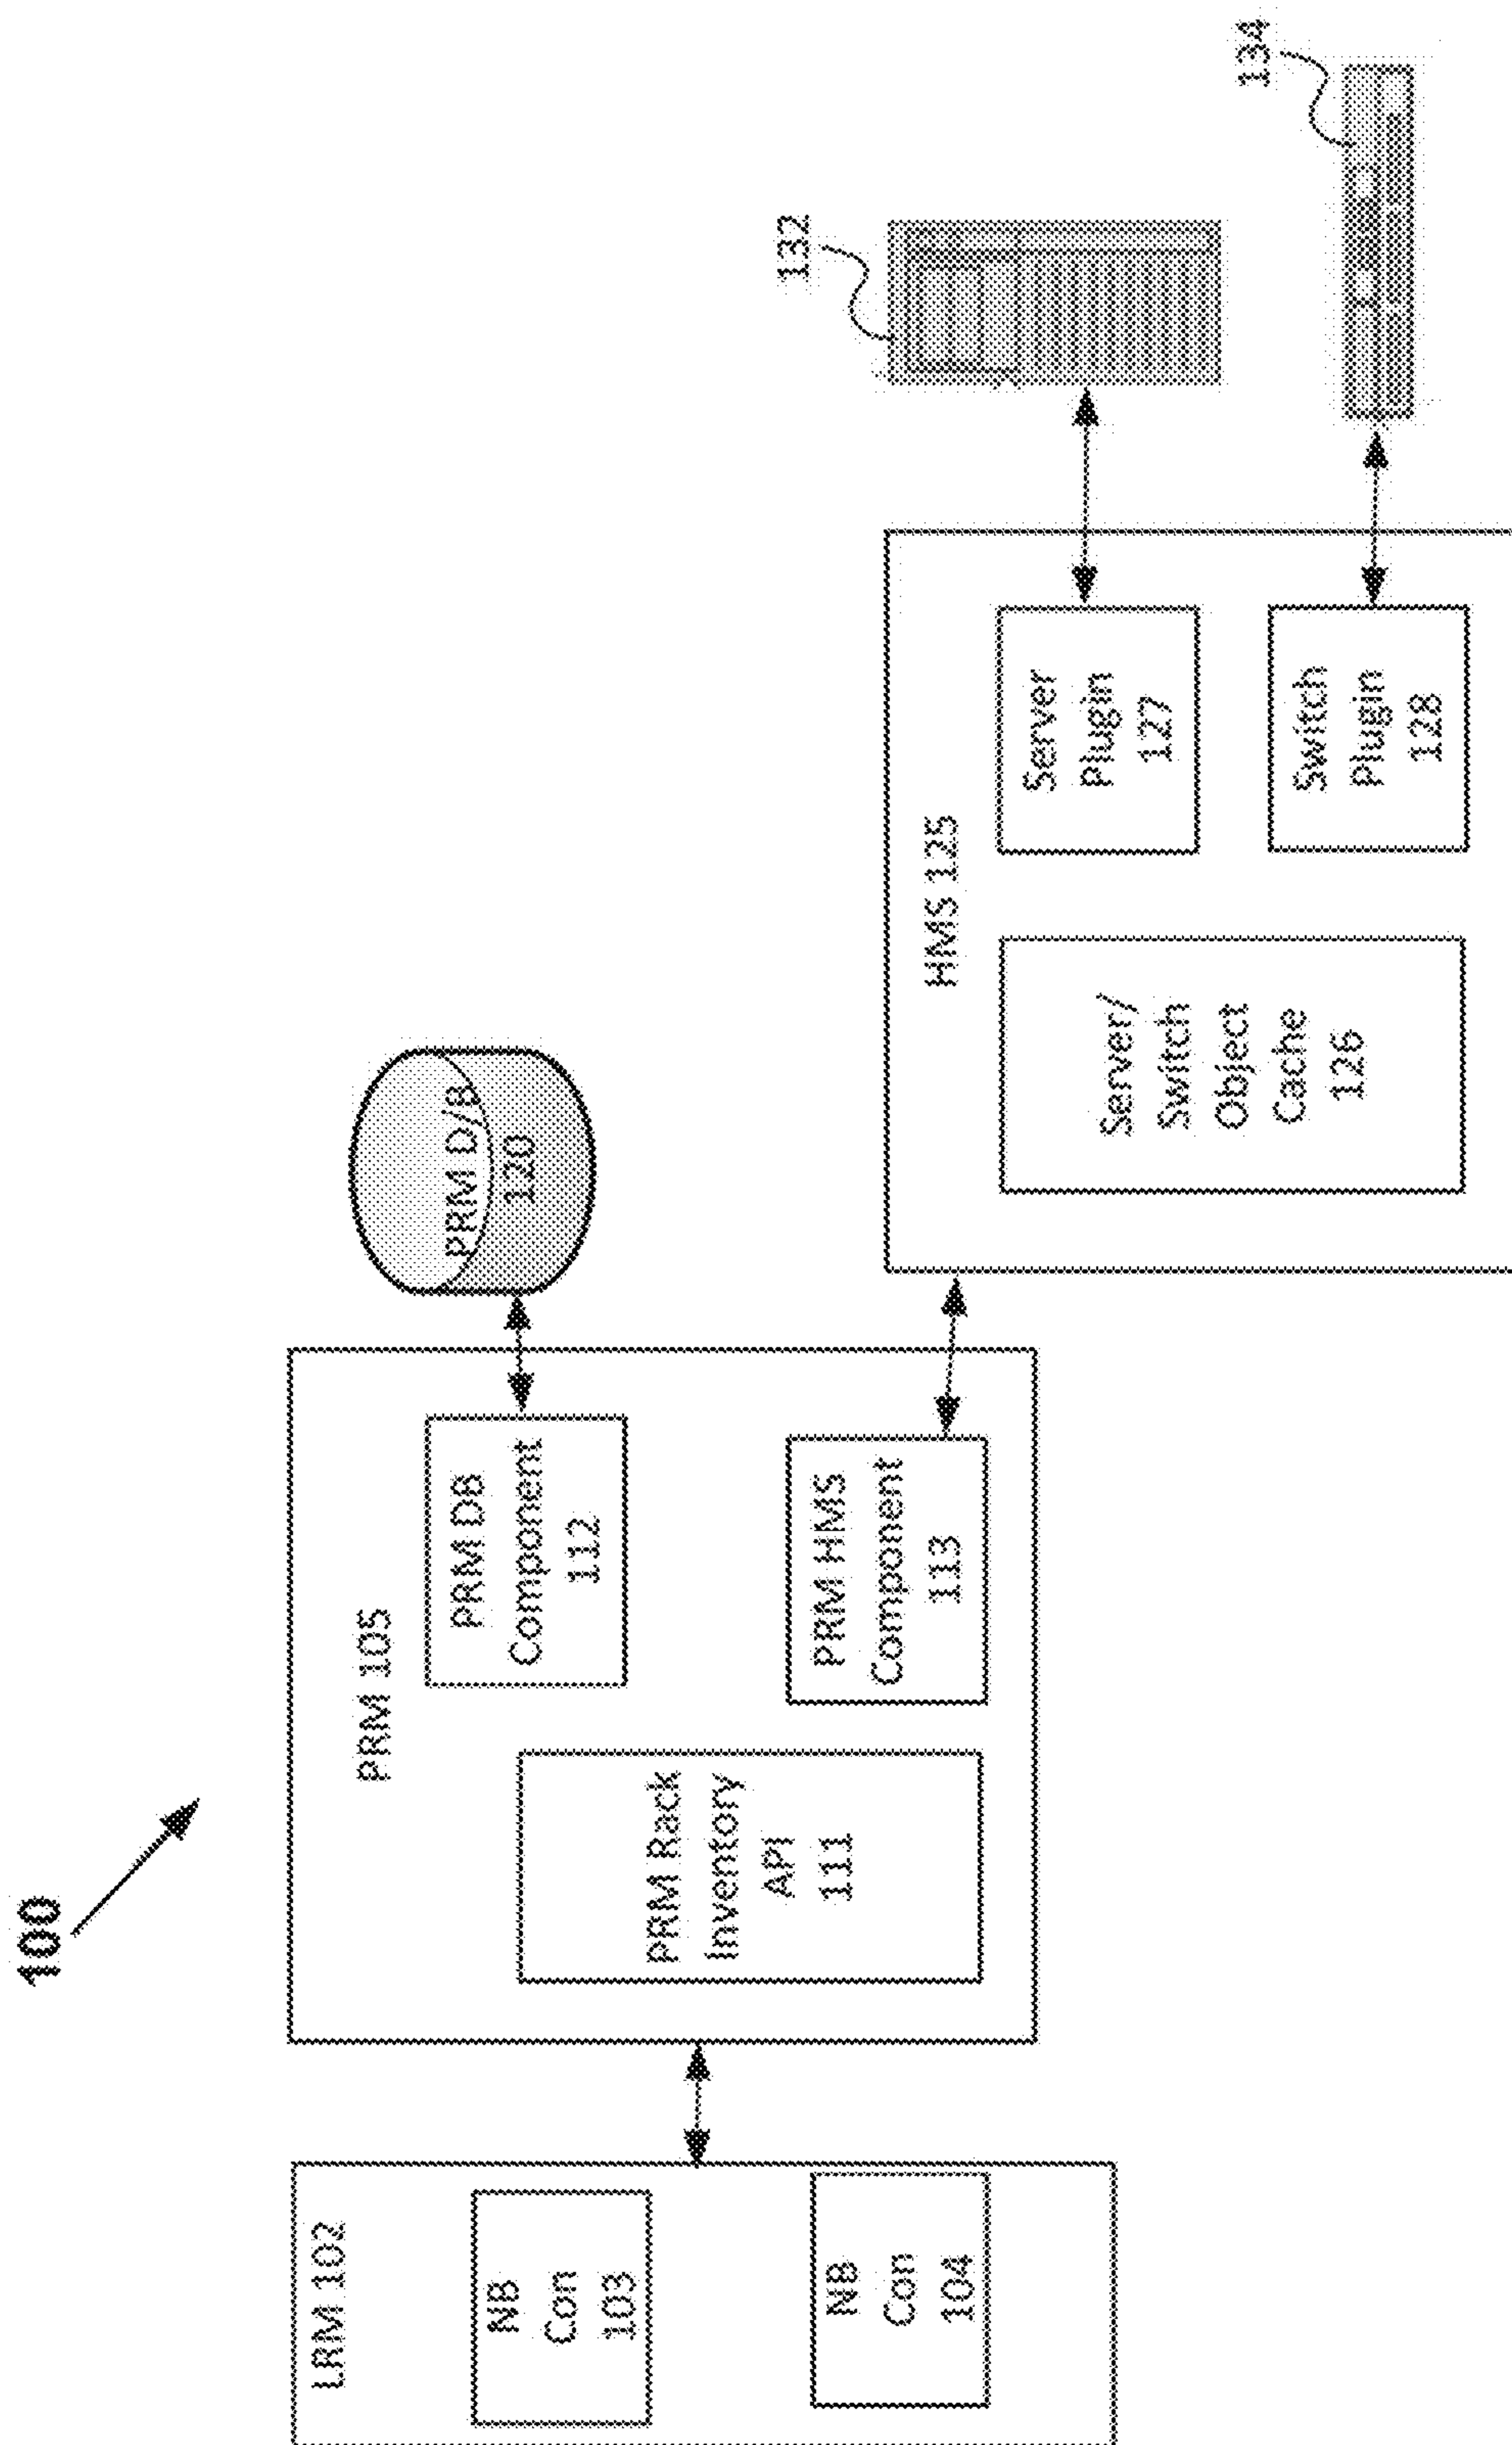 100
LRM 102
NB
Con
103
NB
Con
104
PRM 105
PRM Rack
Inventory
API
111
PRM DB
Component
112
PRM HMS
Component
113
PRM D/B
120
HMS 125
Server/
Switch
Object
Cache
126
Server
Plugin
127
Switch
Plugin
128
132
134